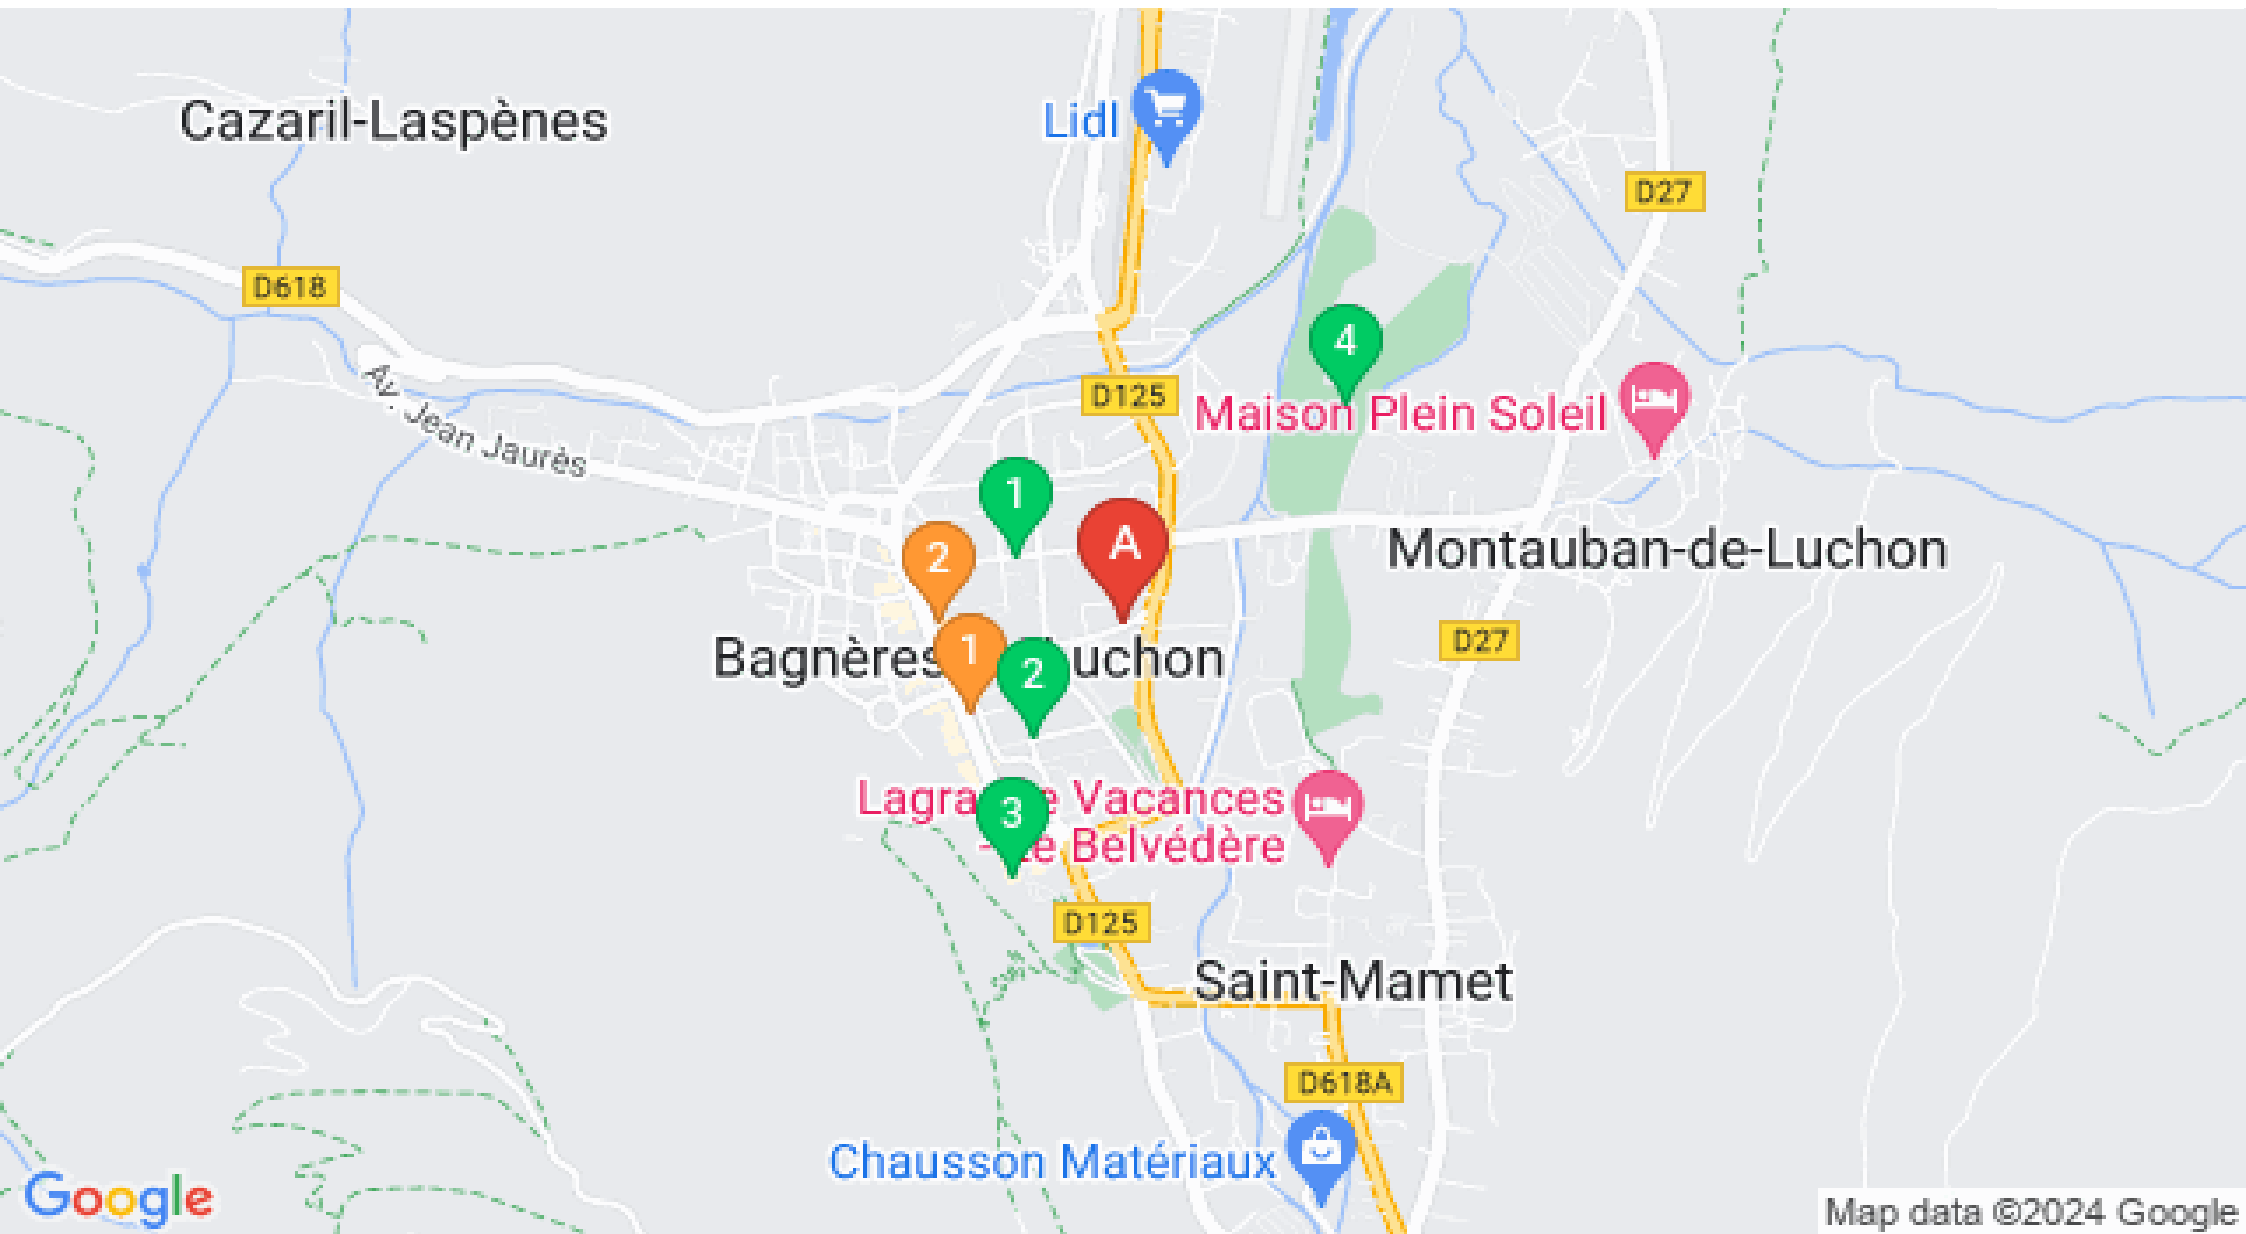 Cazaril-Laspènes
Lidl
D27
D618
4
D125
Maison Plein Soleil
Av. Jean Jaurès
1
A
2
Montauban-de-Luchon
D27
1
2
Bagnères uchon
Lagra e Vacances
3
- Le Belvédère
D125
Saint-Mamet
D618A
Chausson Matériaux
Google
Map data ©2024 Google